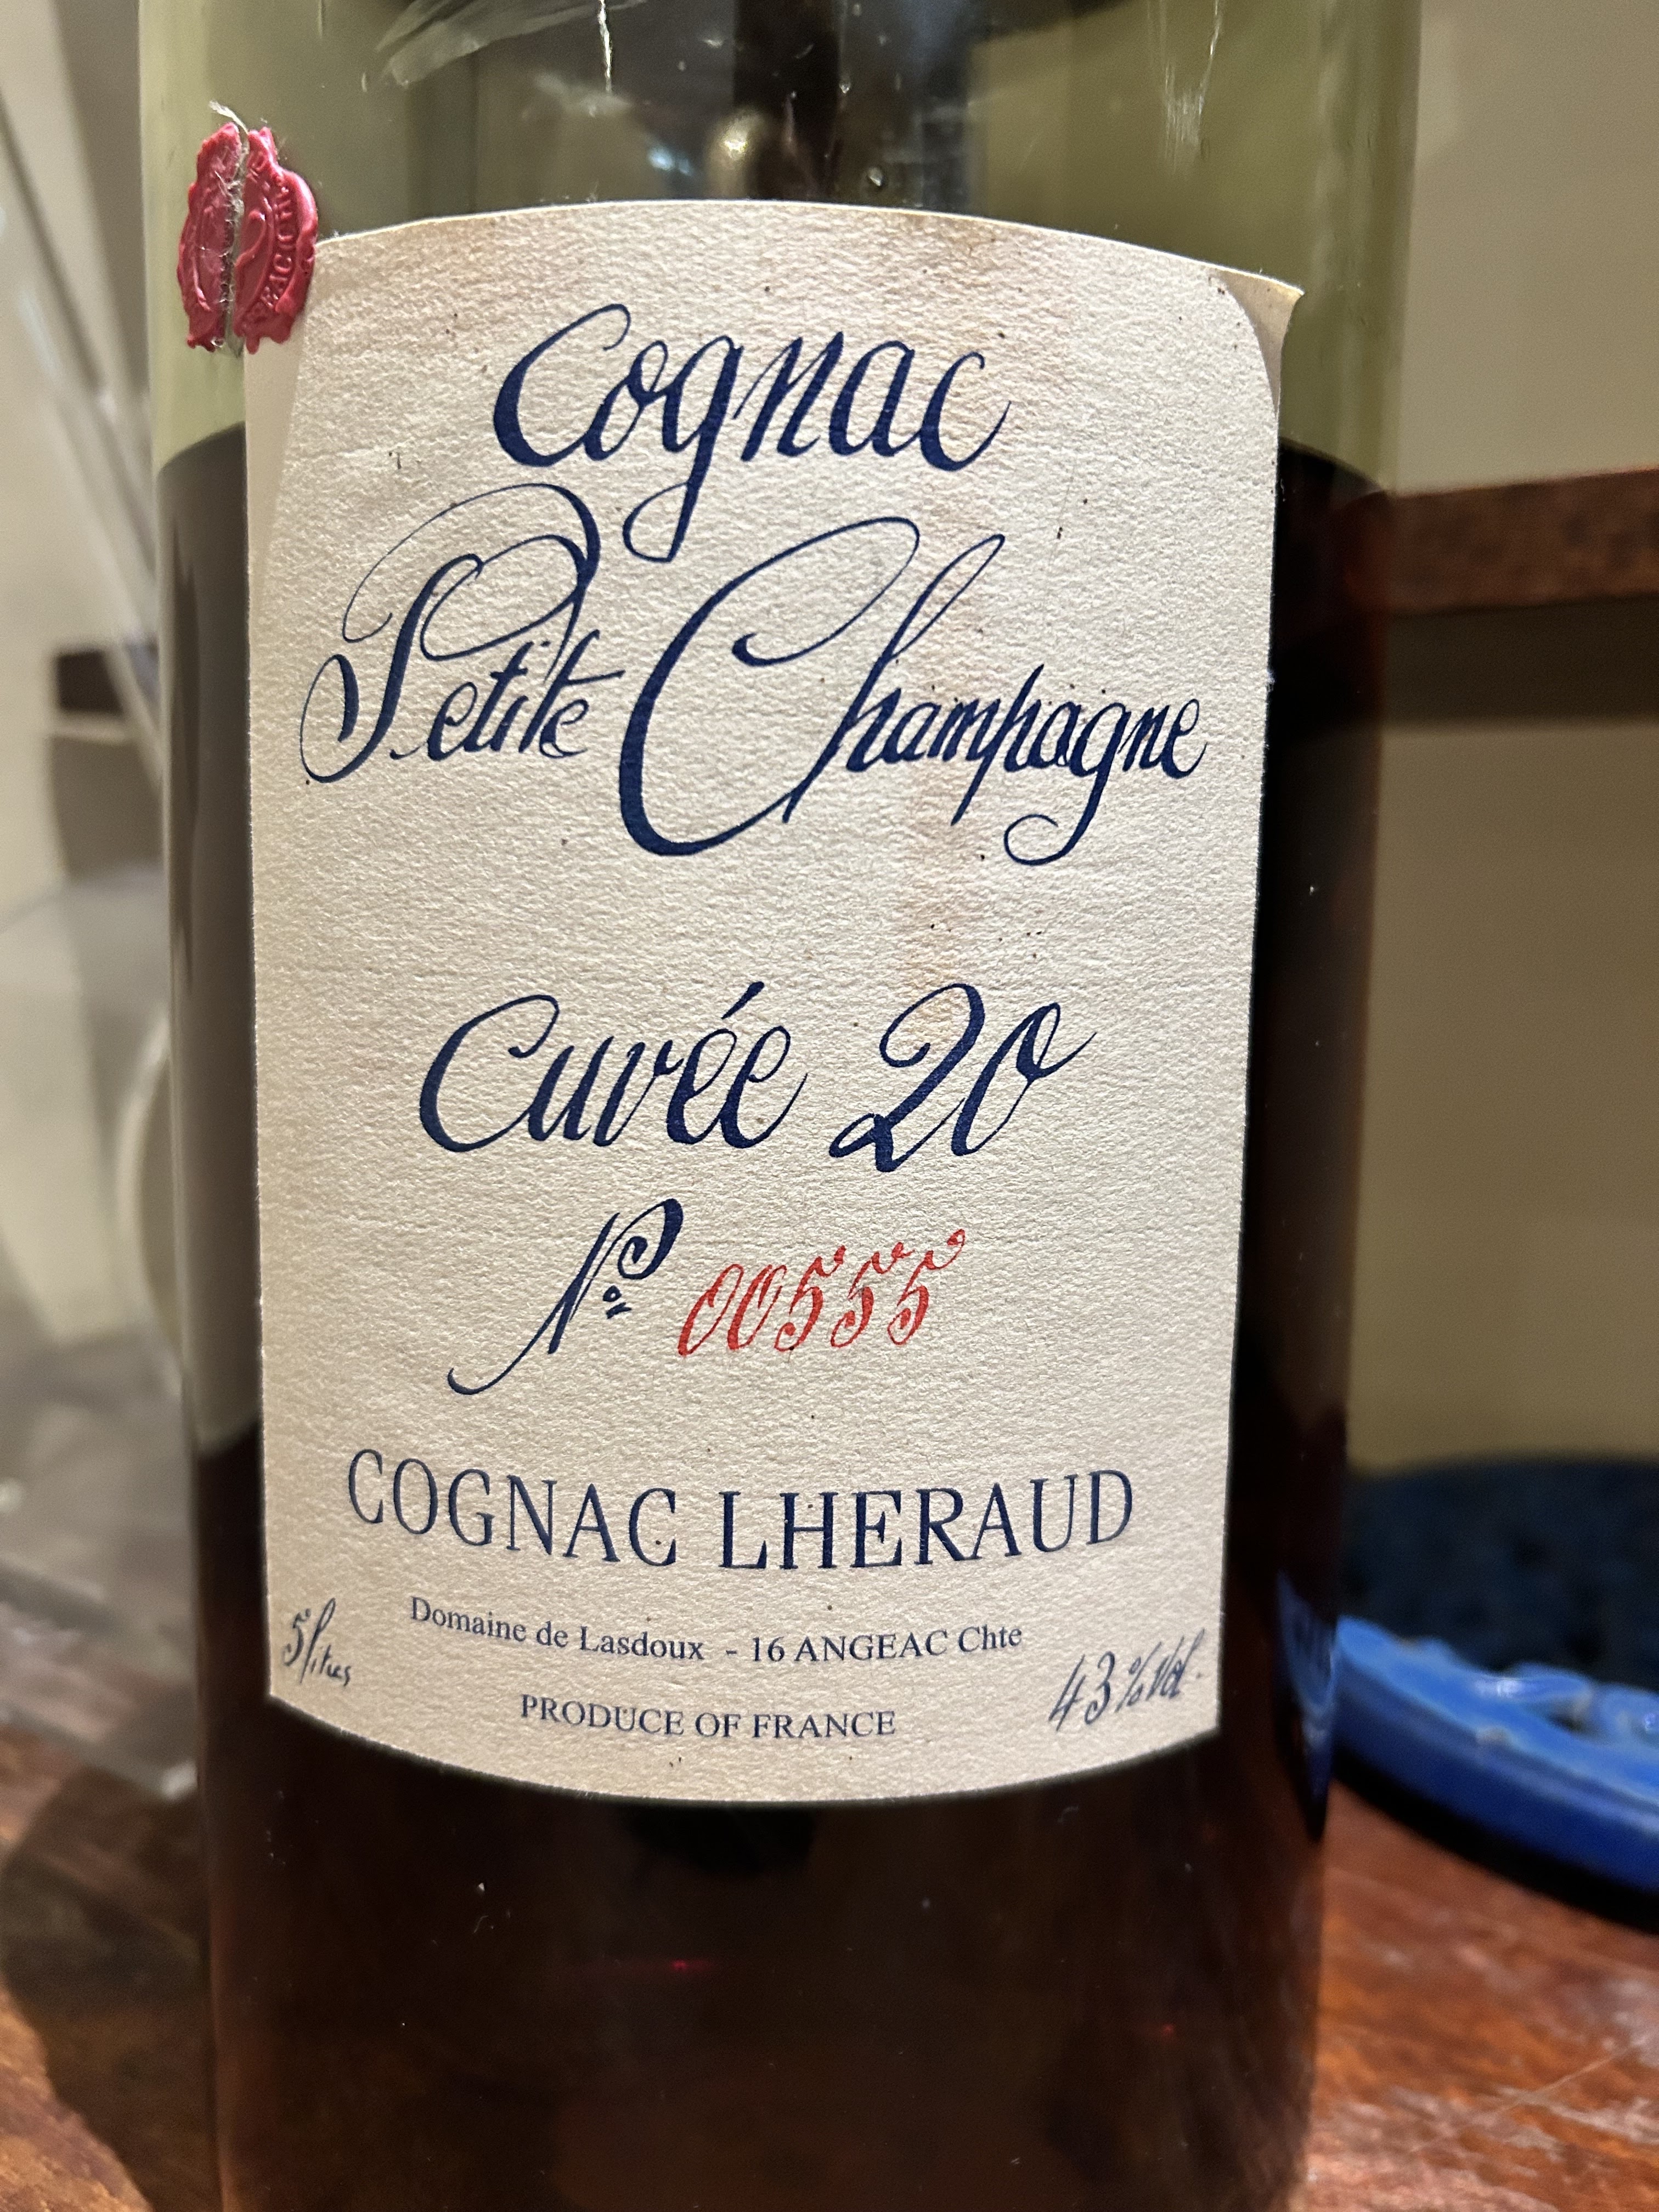 Cognac
Petite Champagne
Cuvée 20
Nº 00555
COGNAC LHERAUD
Domaine de Lasdoux - 16 ANGEAC Chte
5 litres
43% Vol.
PRODUCE OF FRANCE